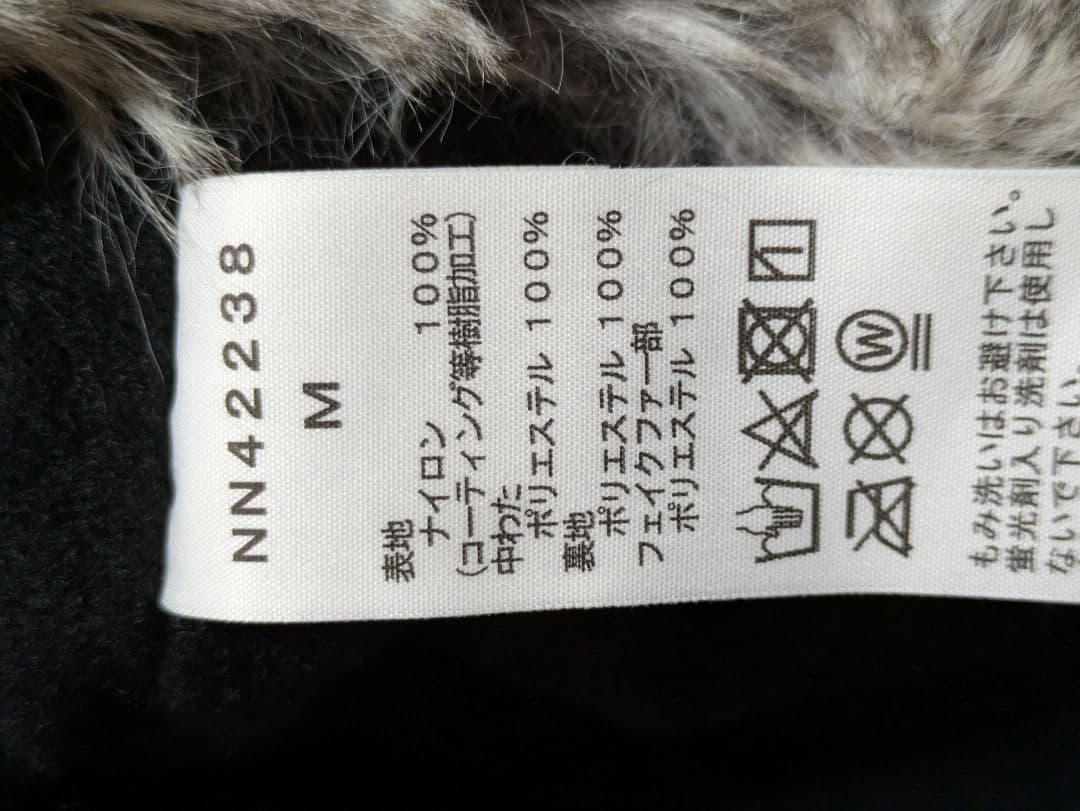 NN42238
M
表地
ナイロン 100%
(コーティング等樹脂加工)
中わた
ポリエステル 100%
裏地
ポリエステル 100%
フェイクファー部
ポリエステル 100%
W
もみ洗いはお避け下さい。
蛍光剤入り洗剤は使用し
ないで下さい。